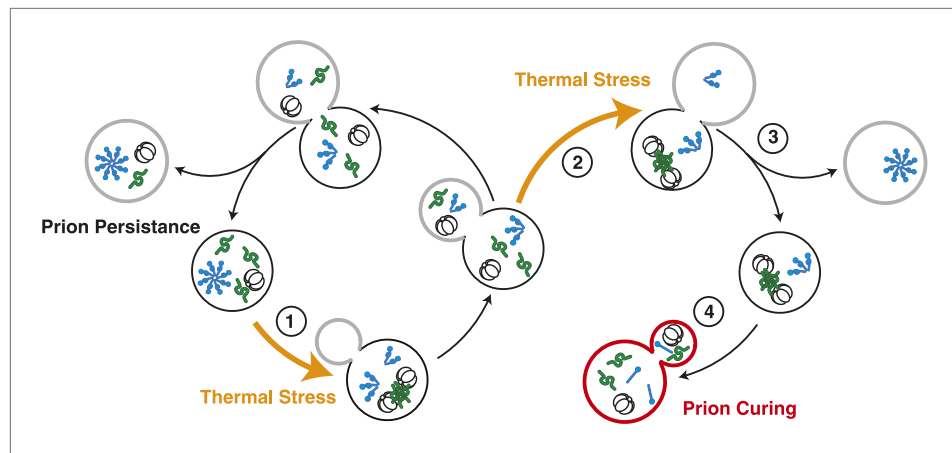 Thermal Stress
2
3
Prion Persistance
1
4
Thermal Stress
Prion Curing